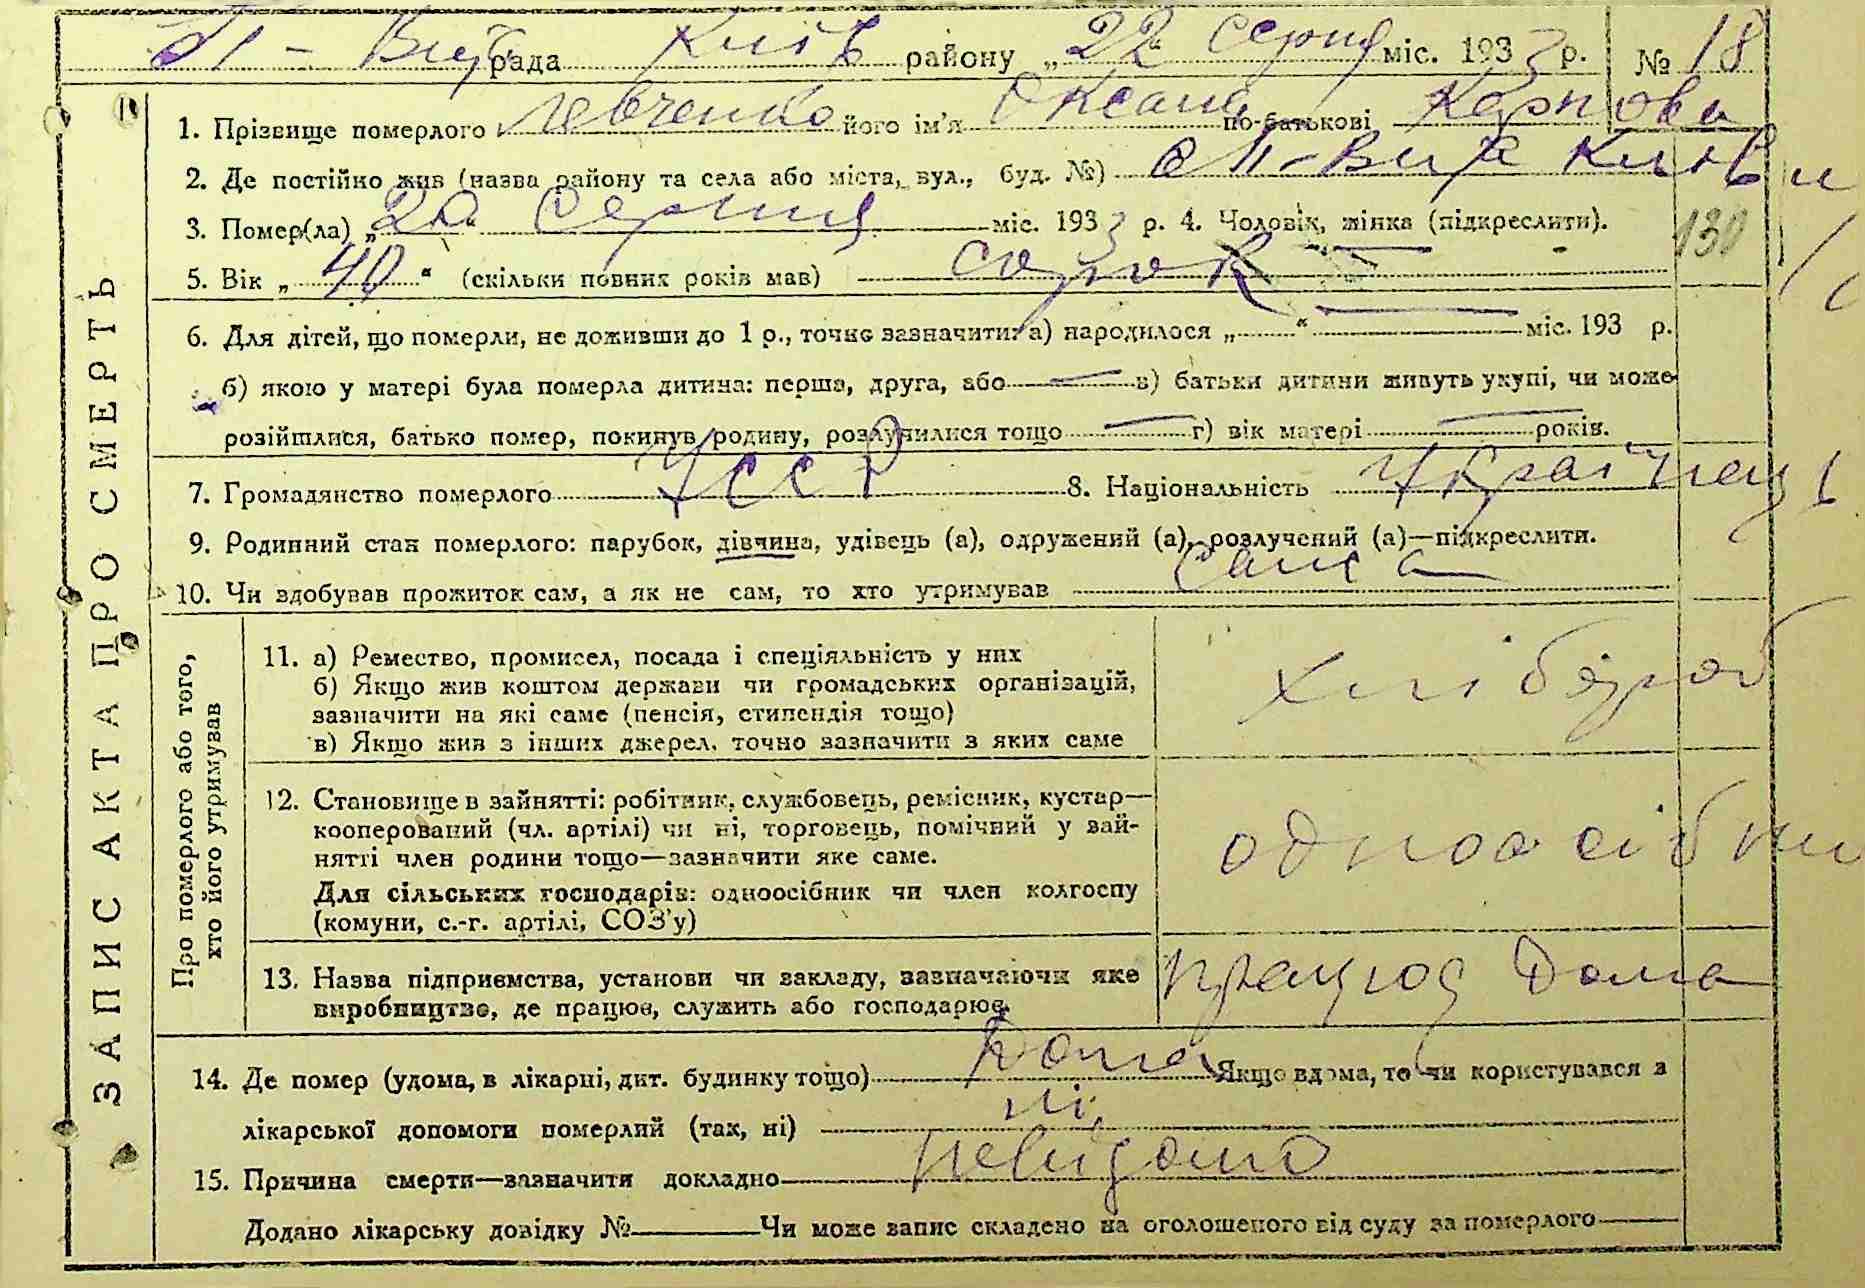 П-Вир рада Київ району „22“ серпня міс. 1933 р. № 18
1. Прізвище померлого Левченко його ім'я Оксана по-батькові Карпова
2. Де постійно жив (назва району та села або міста, вул., буд. №) с П-Вир Київ
3. Помер(ла) „20“ Серпня міс. 1933 р. 4. Чоловік, жінка (підкреслити).
130
5. Вік „40“ (скільки повних років мав) сорок
6. Для дітей, що померли, не доживши до 1 р., точно зазначити: а) народилося „ “ міс. 193 р.
б) якою у матері була померла дитина: перша, друга, або в) батьки дитини живуть укупі, чи може
розійшлися, батько помер, покинув родину, розлучилися тощо г) вік матері років.
7. Громадянство померлого УССР 8. Національність Українець
9. Родинний стан померлого: парубок, дівчина, удівець (а), одружений (а), розлучений (а)—підкреслити.
10. Чи здобував прожиток сам, а як не сам, то хто утримував сама
ЗАПИС АКТА ПРО СМЕРТЬ
Про померлого або того,
хто його утримував
11. а) Ремество, промисел, посада і спеціяльність у них
б) Якщо жив коштом держави чи громадських організацій,
зазначити на які саме (пенсія, стипендія тощо)
в) Якщо жив з інших джерел, точно зазначити з яких саме
хлібороб
12. Становище в зайнятті: робітник, службовець, ремісник, кустар—
кооперований (чл. артілі) чи ні, торговець, помічний у зай-
нятті член родини тощо—зазначити яке саме.
Для сільських господарів: одноосібник чи член колгоспу
(комуни, с.-г. артілі, СОЗ'у)
одноосібни
13. Назва підприємства, установи чи закладу, зазначаючи яке
виробництво, де працює, служить або господарює.
працює дома
14. Де помер (удома, в лікарні, дит. будинку тощо) дома Якщо вдома, то чи користувався з
лікарської допомоги померлий (так, ні) ні
15. Причина смерти—зазначити докладно невідомо
Додано лікарську довідку № Чи може запис складено на оголошеного від суду за померлого